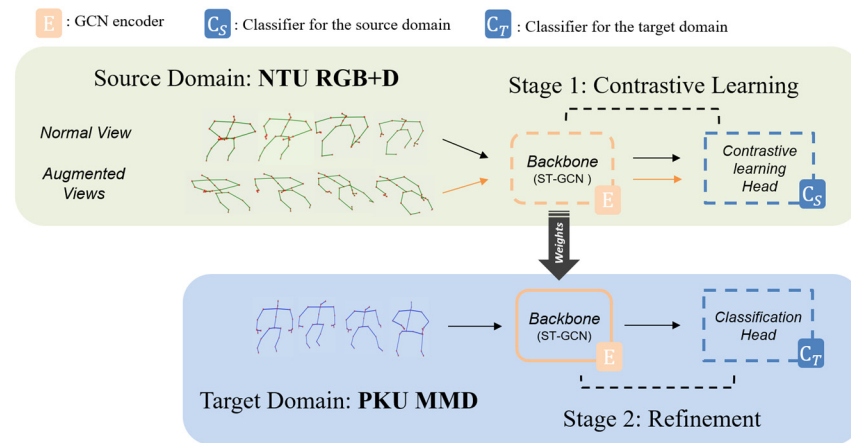 E : GCN encoder
C_S : Classifier for the source domain
C_T : Classifier for the target domain
Source Domain: NTU RGB+D
Stage 1: Contrastive Learning
Normal View
Augmented
Views
Backbone
(ST-GCN )
E
Contrastive
learning
Head
C_S
Weights
Backbone
(ST-GCN)
E
Classification
Head
C_T
Target Domain: PKU MMD
Stage 2: Refinement